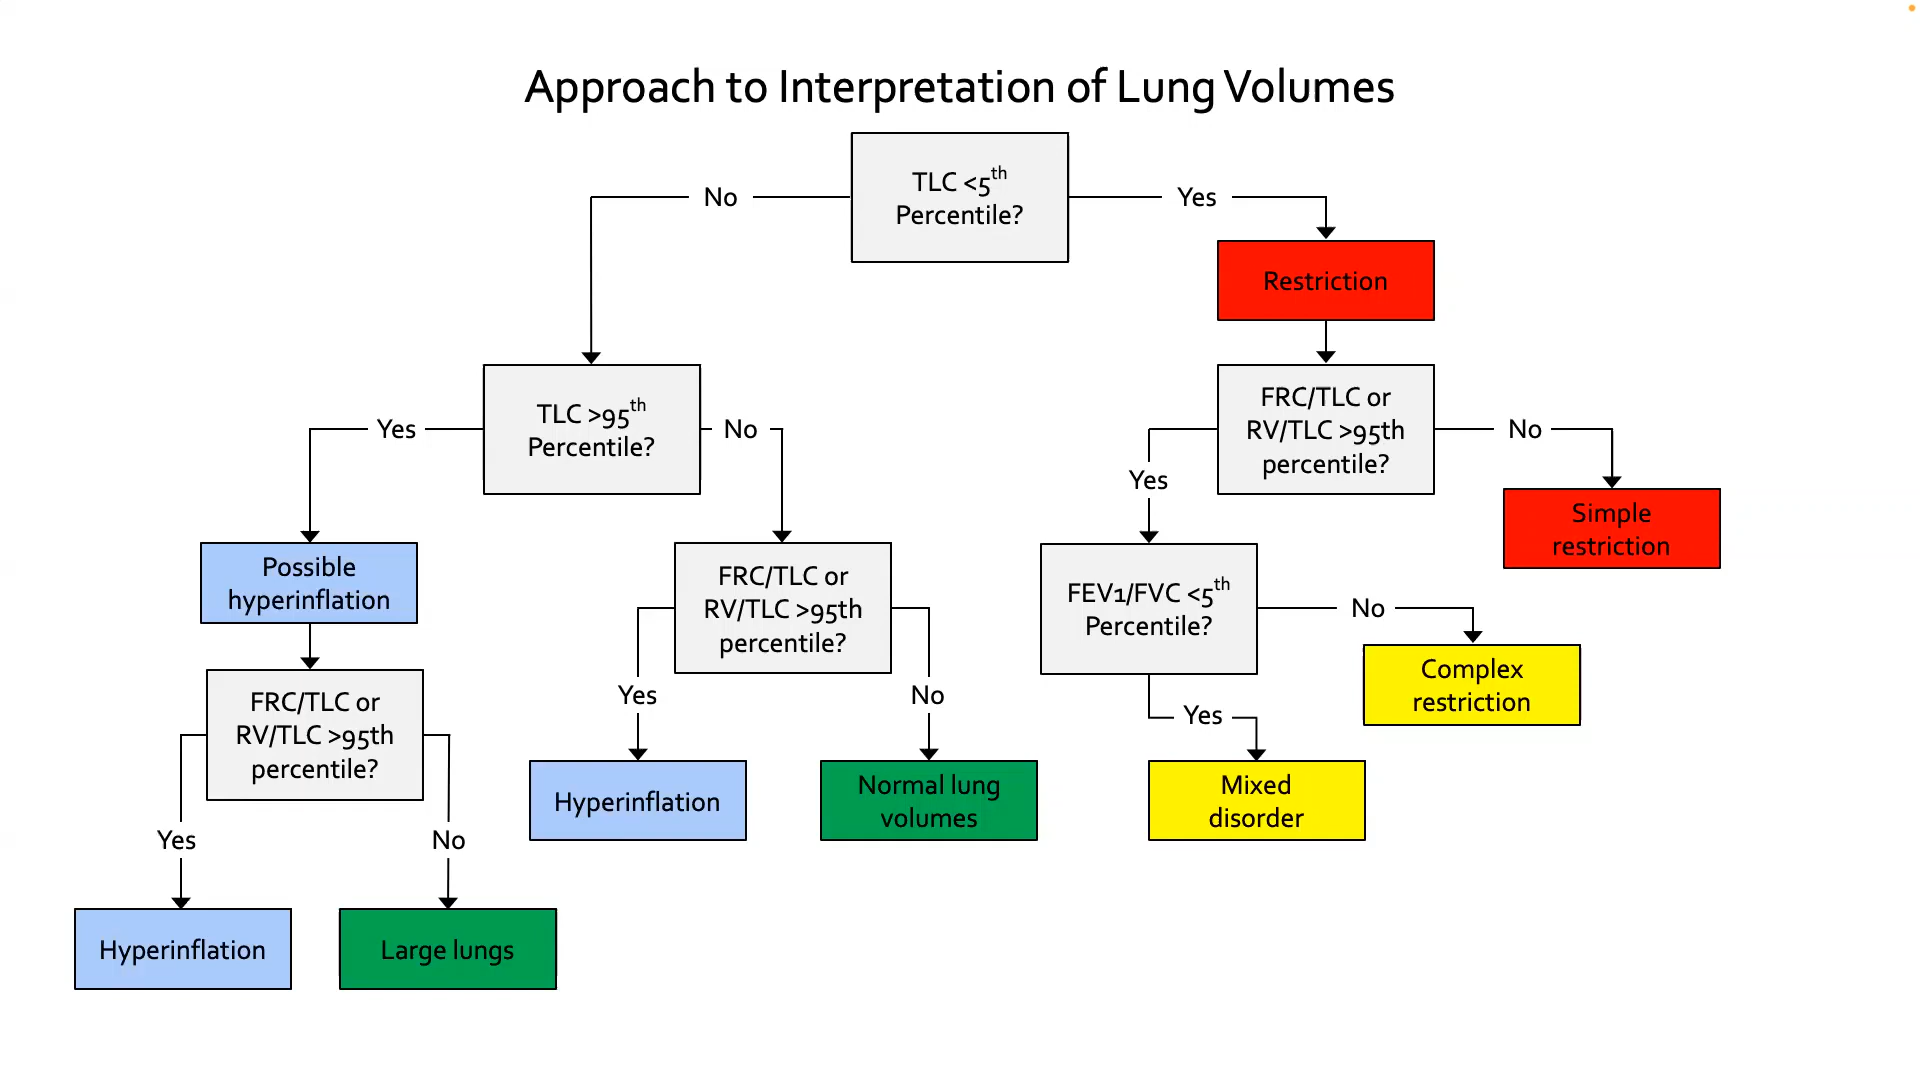 Approach to Interpretation of Lung Volumes
TLC <5th
Percentile?
No
Yes
Restriction
TLC >95th
Percentile?
Yes
No
FRC/TLC or
RV/TLC >95th
percentile?
Yes
No
Simple
restriction
Possible
hyperinflation
FRC/TLC or
RV/TLC >95th
percentile?
FEV1/FVC <5th
Percentile?
No
Complex
restriction
Yes
No
Yes
FRC/TLC or
RV/TLC >95th
percentile?
Hyperinflation
Normal lung
volumes
Mixed
disorder
Yes
No
Hyperinflation
Large lungs